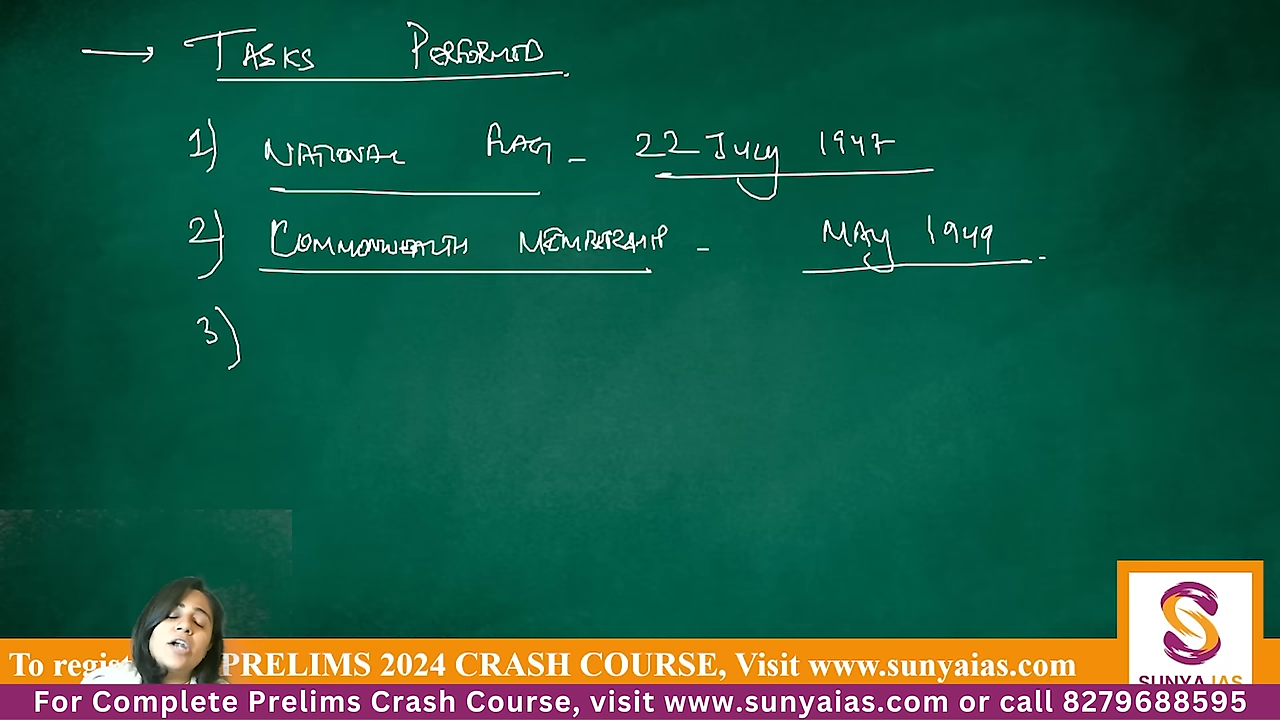 → TASKS PERFORMED
1) NATIONAL FLAG - 22 JULY 1947
2) COMMONWEALTH MEMBERSHIP - MAY 1949.
3)
To regis PRELIMS 2024 CRASH COURSE, Visit www.sunyaias.com
SUNYA IAS
For Complete Prelims Crash Course, visit www.sunyaias.com or call 8279688595